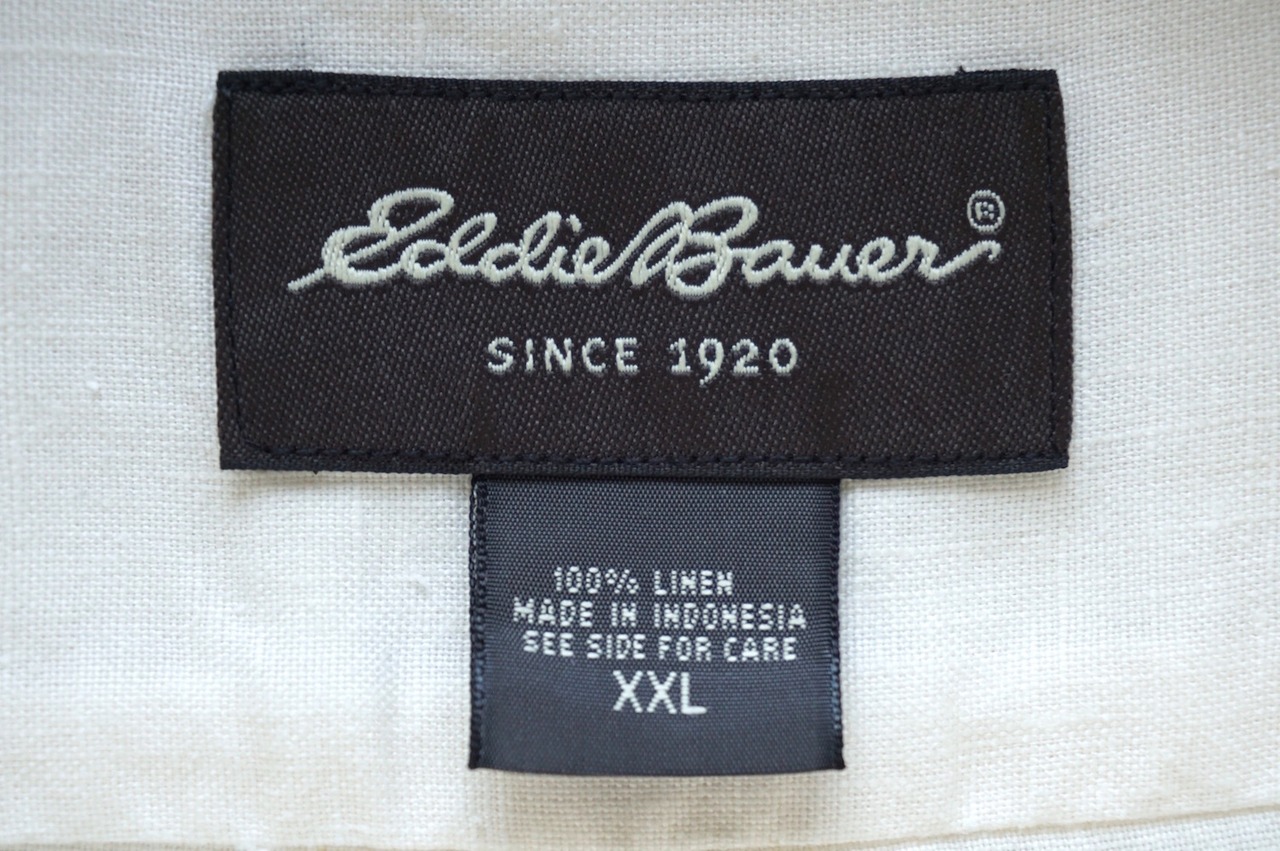 Eddie Bauer®
SINCE 1920
100% LINEN
MADE IN INDONESIA
SEE SIDE FOR CARE
XXL